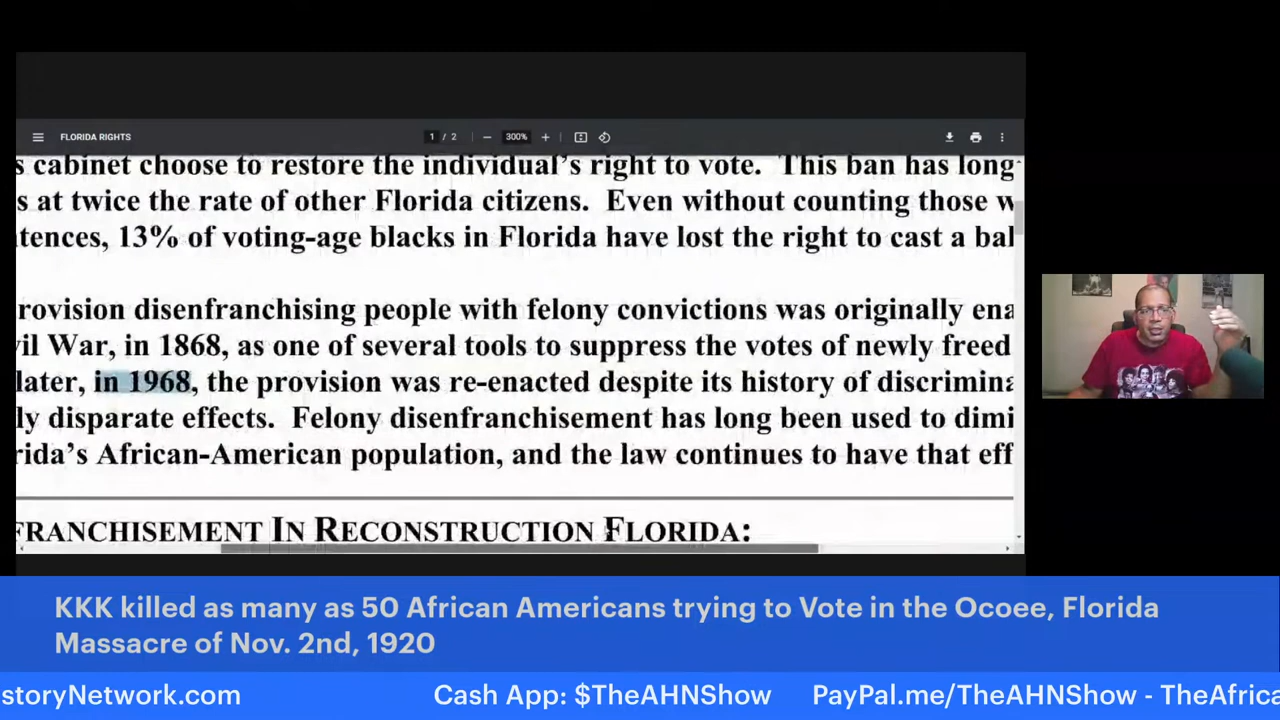 FLORIDA RIGHTS
1 / 2
300%
s cabinet choose to restore the individual's right to vote. This ban has long
s at twice the rate of other Florida citizens. Even without counting those w
tences, 13% of voting-age blacks in Florida have lost the right to cast a bal
rovision disenfranchising people with felony convictions was originally ena
vil War, in 1868, as one of several tools to suppress the votes of newly freed
later, in 1968, the provision was re-enacted despite its history of discrimina
ly disparate effects. Felony disenfranchisement has long been used to dimi
rida's African-American population, and the law continues to have that eff
FRANCHISEMENT IN RECONSTRUCTION FLORIDA:
KKK killed as many as 50 African Americans trying to Vote in the Ocoee, Florida
Massacre of Nov. 2nd, 1920
storyNetwork.com Cash App: $TheAHNShow PayPal.me/TheAHNShow - TheAfrica